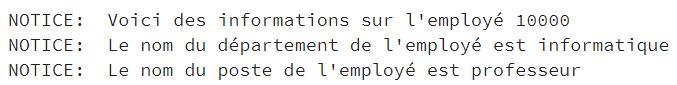 NOTICE:  Voici des informations sur l'employé 10000
NOTICE:  Le nom du département de l'employé est informatique
NOTICE:  Le nom du poste de l'employé est professeur